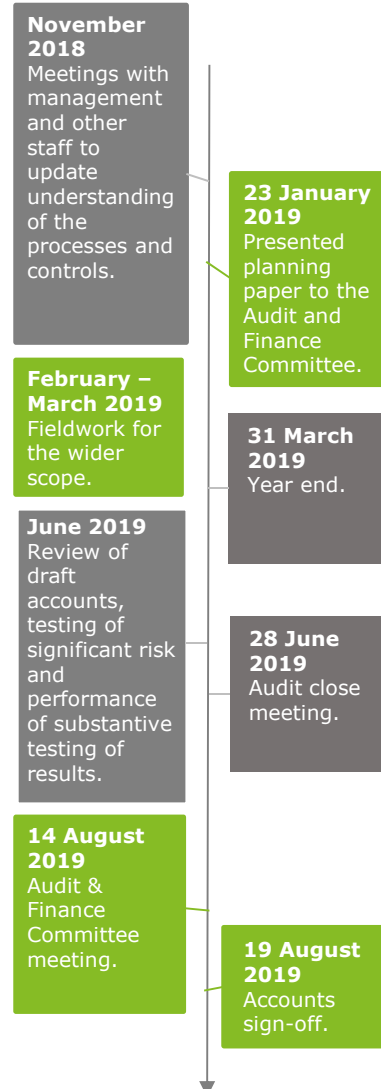 November
2018
Meetings with
management
and other
staff to
update
understanding
of the
processes and
controls.
23 January
2019
Presented
planning
paper to the
Audit and
Finance
Committee.
February –
March 2019
Fieldwork for
the wider
scope.
31 March
2019
Year end.
June 2019
Review of
draft
accounts,
testing of
significant risk
and
performance
of substantive
testing of
results.
28 June
2019
Audit close
meeting.
14 August
2019
Audit &
Finance
Committee
meeting.
19 August
2019
Accounts
sign-off.